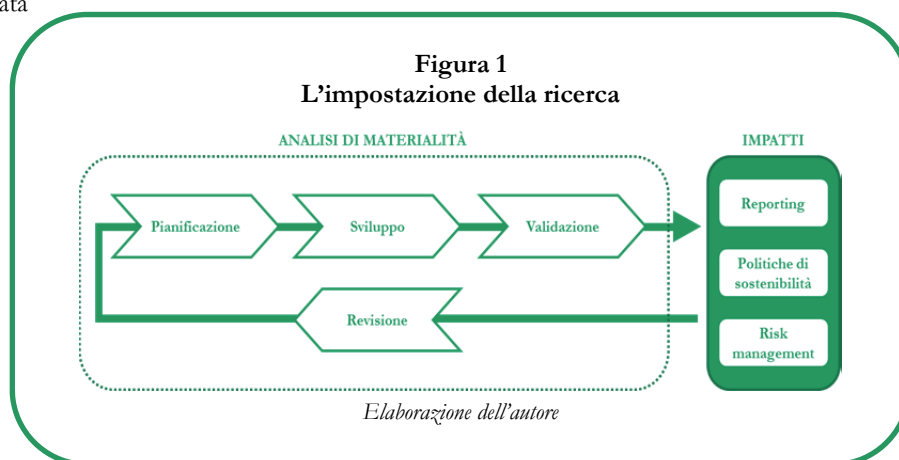 ata
Figura 1
L'impostazione della ricerca
ANALISI DI MATERIALITÀ
IMPATTI
Pianificazione
Sviluppo
Validazione
Revisione
Reporting
Politiche di
sostenibilità
Risk
management
Elaborazione dell'autore